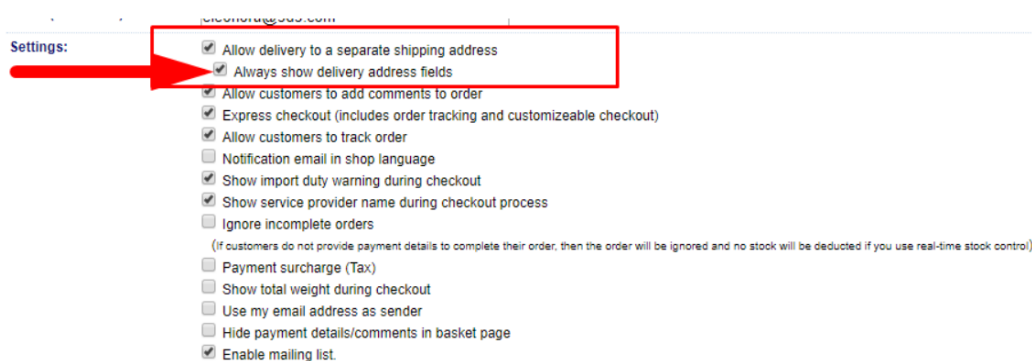 Settings:
Allow delivery to a separate shipping address
Always show delivery address fields
Allow customers to add comments to order
Express checkout (includes order tracking and customizeable checkout)
Allow customers to track order
Notification email in shop language
Show import duty warning during checkout
Show service provider name during checkout process
Ignore incomplete orders
(If customers do not provide payment details to complete their order, then the order will be ignored and no stock will be deducted if you use real-time stock control)
Payment surcharge (Tax)
Show total weight during checkout
Use my email address as sender
Hide payment details/comments in basket page
Enable mailing list.